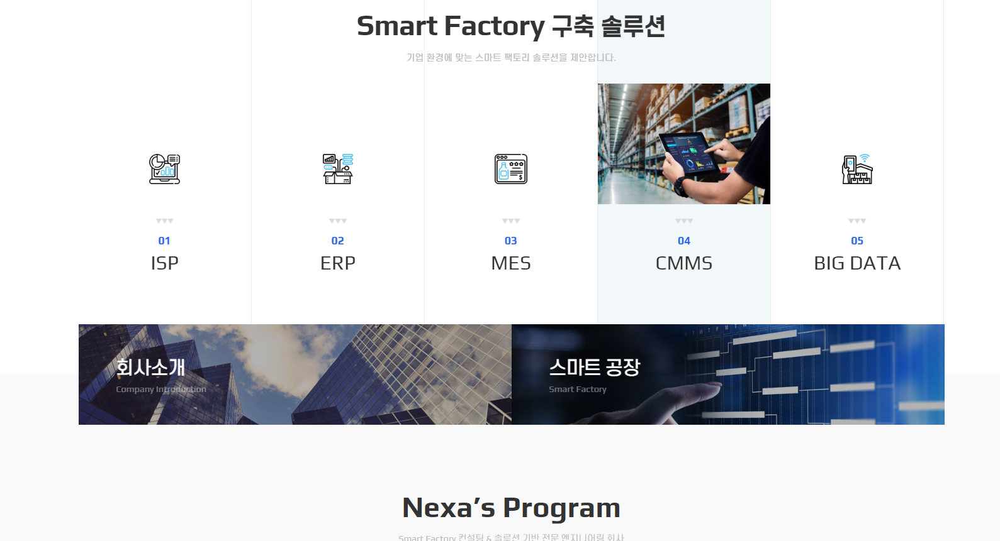 Smart Factory 구축 솔루션
기업 환경에 맞는 스마트 팩토리 솔루션을 제안합니다.
01
ISP
02
ERP
03
MES
04
CMMS
05
BIG DATA
회사소개
Company Introduction
스마트 공장
Smart Factory
Nexa’s Program
Smart Factory 컨설팅 & 솔루션 기반 전문 엔지니어링 회사